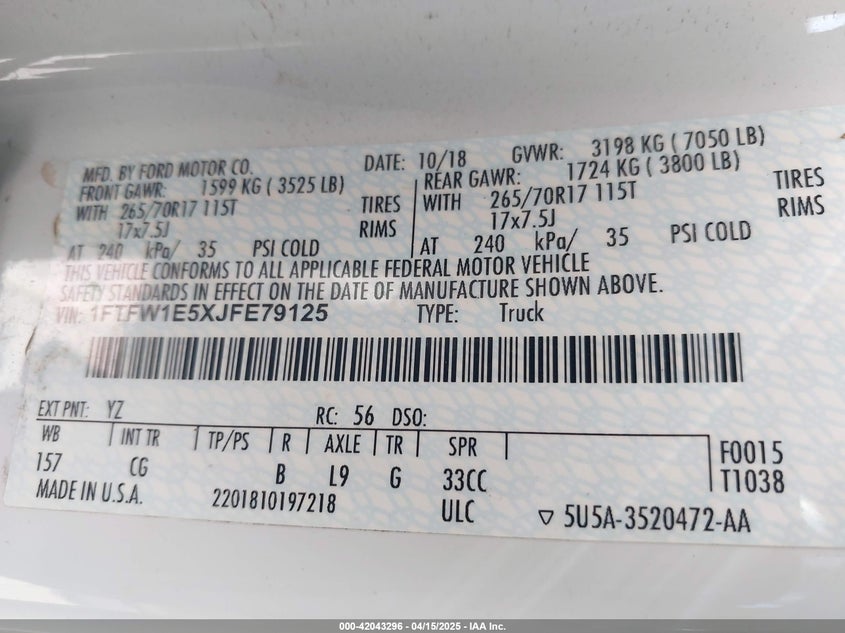 MFD. BY FORD MOTOR CO. DATE: 10/18 GVWR: 3198 KG ( 7050 LB)
FRONT GAWR: 1599 KG ( 3525 LB) REAR GAWR: 1724 KG ( 3800 LB)
WITH 265/70R17 115T TIRES WITH 265/70R17 115T TIRES
17x7.5J RIMS 17x7.5J RIMS
AT 240 kPa/ 35 PSI COLD AT 240 kPa/ 35 PSI COLD
THIS VEHICLE CONFORMS TO ALL APPLICABLE FEDERAL MOTOR VEHICLE
SAFETY STANDARDS IN EFFECT ON THE DATE OF MANUFACTURE SHOWN ABOVE.
VIN: 1FTFW1E5XJFE79125 TYPE: Truck
EXT PNT: YZ RC: 56 DSO:
WB INT TR TP/PS R AXLE TR SPR F0015
157 CG B L9 G 33CC T1038
MADE IN U.S.A. 2201810197218 ULC ▽ 5U5A-3520472-AA
000-42043296 - 04/15/2025 - IAA Inc.